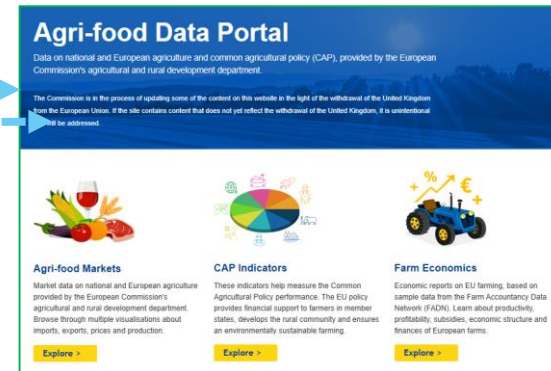 Agri-food Data Portal
Data on national and European agriculture and common agricultural policy (CAP), provided by the European
Commission's agricultural and rural development department.
The Commission is in the process of updating some of the content on this website in the light of the withdrawal of the United Kingdom
from the European Union. If the site contains content that does not yet reflect the withdrawal of the United Kingdom, it is unintentional
will be addressed.
% €
Agri-food Markets
Market data on national and European agriculture
provided by the European Commission's
agricultural and rural development department.
Browse through multiple visualisations about
imports, exports, prices and production.
Explore >
CAP Indicators
These indicators help measure the Common
Agricultural Policy performance. The EU policy
provides financial support to farmers in member
states, develops the rural community and ensures
an environmentally sustainable farming.
Explore >
Farm Economics
Economic reports on EU farming, based on
sample data from the Farm Accountancy Data
Network (FADN). Learn about productivity,
profitability, subsidies, economic structure and
finances of European farms.
Explore >